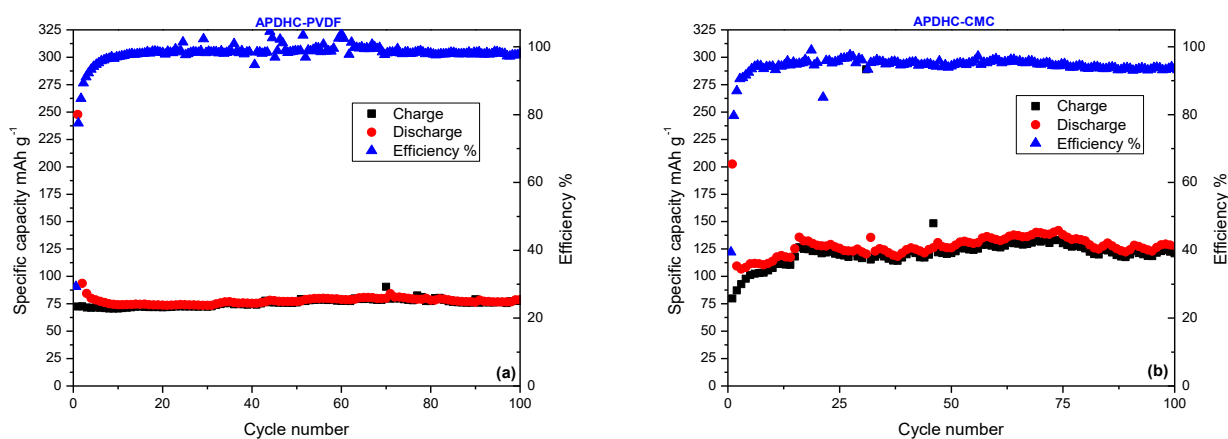 APDHC-PVDF
325
300
275
250
225
200
175
150
125
100
75
50
25
0
Specific capacity mAh g⁻¹
100
80
60
40
20
0
Efficiency %
Charge
Discharge
Efficiency %
(a)
0 20 40 60 80 100
Cycle number
APDHC-CMC
325
300
275
250
225
200
175
150
125
100
75
50
25
0
Specific capacity mAh g⁻¹
100
80
60
40
20
0
Efficiency %
Charge
Discharge
Efficiency %
(b)
0 25 50 75 100
Cycle number